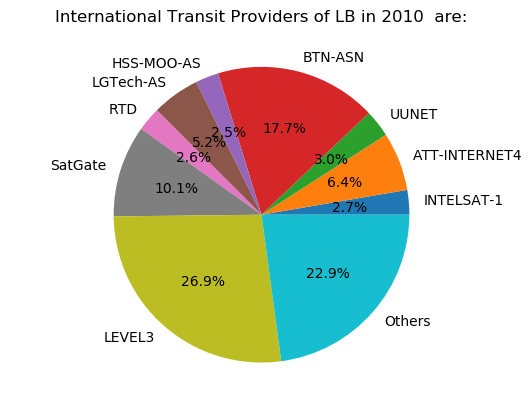 International Transit Providers of LB in 2010  are:
HSS-MOO-AS
BTN-ASN
LGTech-AS
RTD
UUNET
SatGate
ATT-INTERNET4
INTELSAT-1
LEVEL3
Others
2.5%
17.7%
5.2%
2.6%
3.0%
10.1%
6.4%
2.7%
26.9%
22.9%